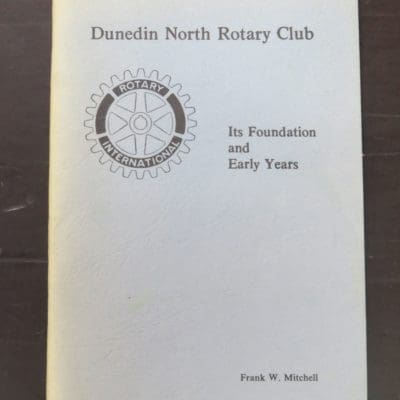 Dunedin North Rotary Club
ROTARY
INTERNATIONAL
Its Foundation
and
Early Years
Frank W. Mitchell